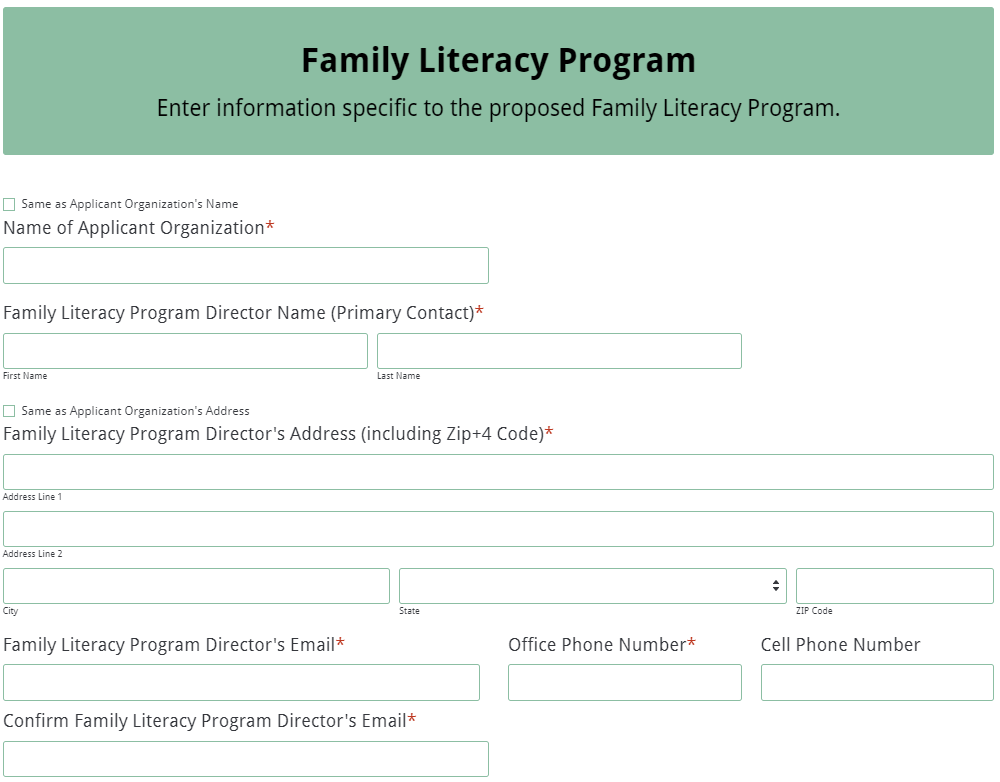 Family Literacy Program
Enter information specific to the proposed Family Literacy Program.
Same as Applicant Organization's Name
Name of Applicant Organization*
Family Literacy Program Director Name (Primary Contact)*
First Name Last Name
Same as Applicant Organization's Address
Family Literacy Program Director's Address (including Zip+4 Code)*
Address Line 1
Address Line 2
City State ZIP Code
Family Literacy Program Director's Email* Office Phone Number* Cell Phone Number
Confirm Family Literacy Program Director's Email*